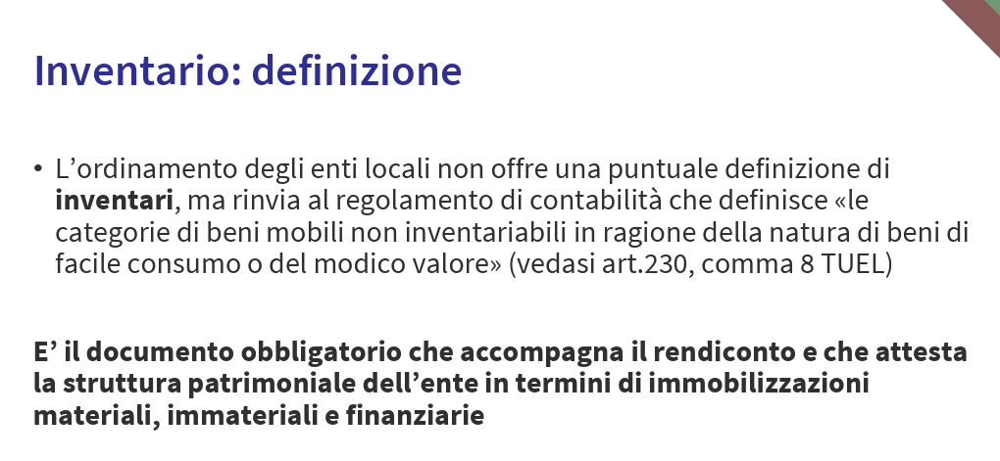 Inventario: definizione
• L’ordinamento degli enti locali non offre una puntuale definizione di
inventari, ma rinvia al regolamento di contabilità che definisce «le
categorie di beni mobili non inventariabili in ragione della natura di beni di
facile consumo o del modico valore» (vedasi art.230, comma 8 TUEL)
E’ il documento obbligatorio che accompagna il rendiconto e che attesta
la struttura patrimoniale dell’ente in termini di immobilizzazioni
materiali, immateriali e finanziarie